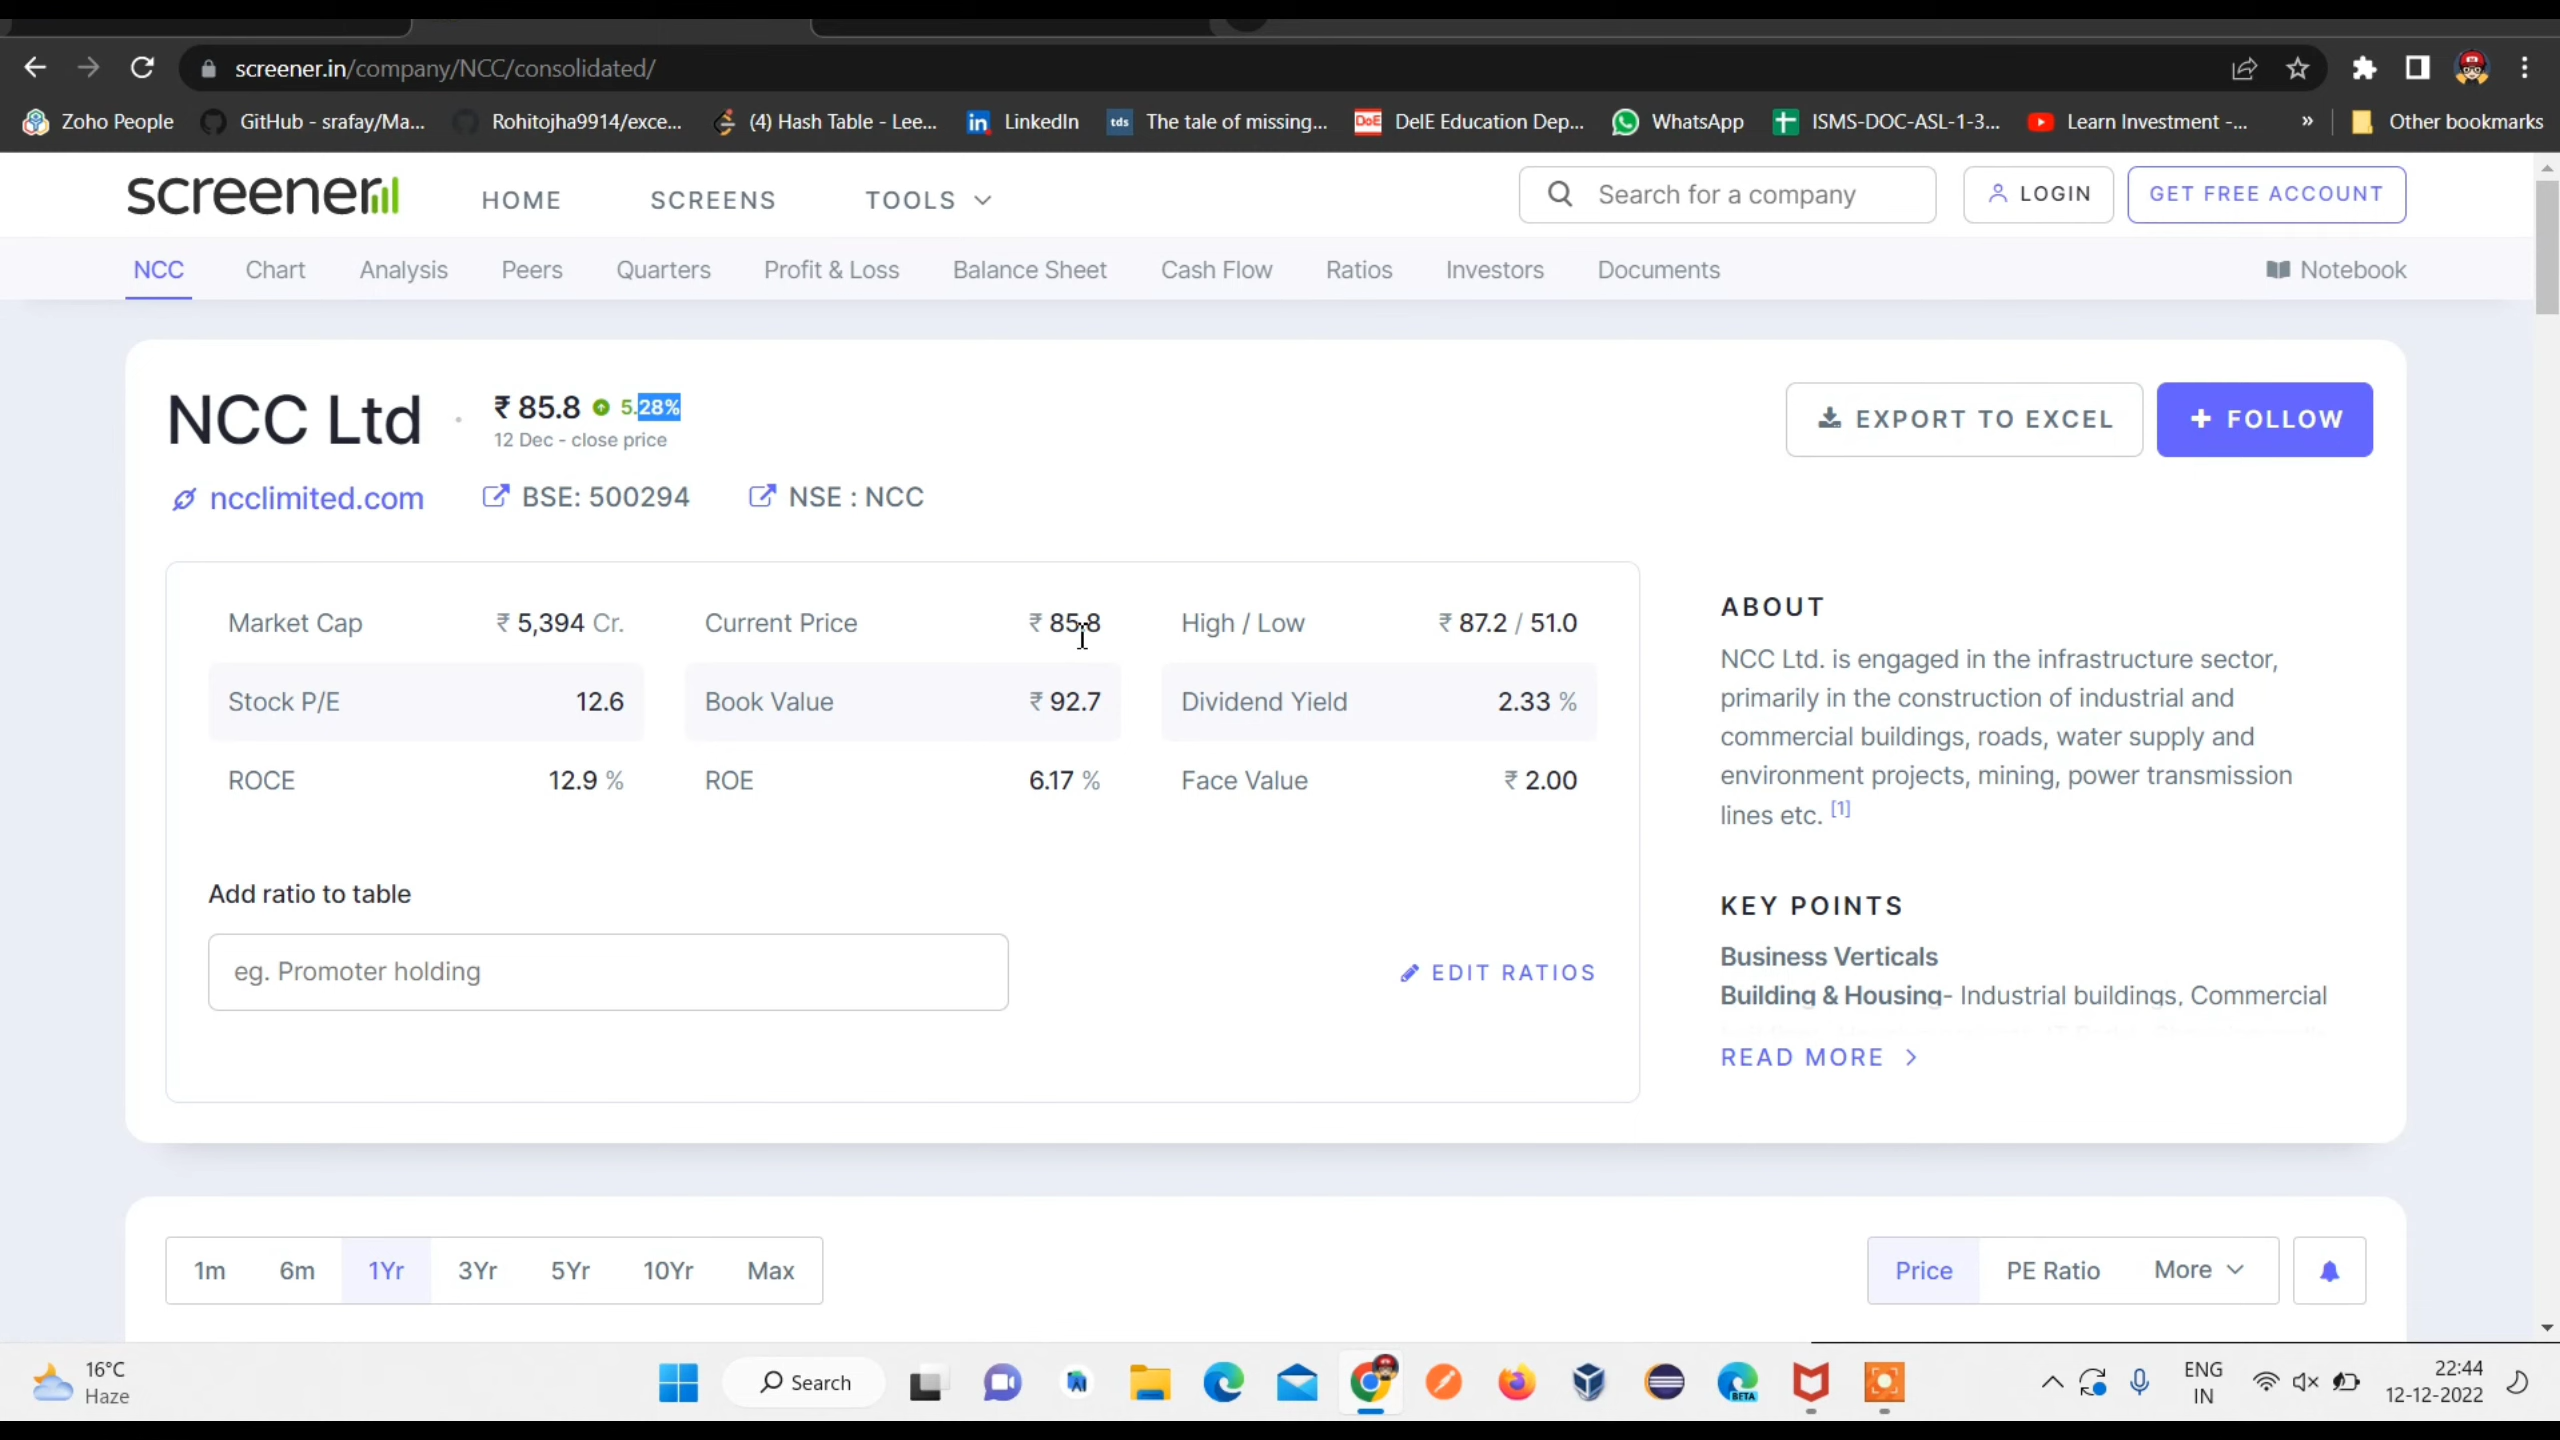 screener.in/company/NCC/consolidated/
Zoho People GitHub - srafay/Ma... Rohitojha9914/exce... (4) Hash Table - Lee... LinkedIn tds The tale of missing... DoE DelE Education Dep... WhatsApp ISMS-DOC-ASL-1-3... Learn Investment -... » Other bookmarks
screener HOME SCREENS TOOLS Search for a company LOGIN GET FREE ACCOUNT
NCC Chart Analysis Peers Quarters Profit & Loss Balance Sheet Cash Flow Ratios Investors Documents Notebook
NCC Ltd ₹ 85.8 5.28%
12 Dec - close price
EXPORT TO EXCEL + FOLLOW
ncclimited.com BSE: 500294 NSE : NCC
Market Cap ₹ 5,394 Cr. Current Price ₹ 85.8 High / Low ₹ 87.2 / 51.0
Stock P/E 12.6 Book Value ₹ 92.7 Dividend Yield 2.33 %
ROCE 12.9 % ROE 6.17 % Face Value ₹ 2.00
Add ratio to table
eg. Promoter holding
EDIT RATIOS
ABOUT
NCC Ltd. is engaged in the infrastructure sector,
primarily in the construction of industrial and
commercial buildings, roads, water supply and
environment projects, mining, power transmission
lines etc. [1]
KEY POINTS
Business Verticals
Building & Housing- Industrial buildings, Commercial
READ MORE
1m 6m 1Yr 3Yr 5Yr 10Yr Max Price PE Ratio More
16°C
Haze
Search
BETA
ENG
IN
22:44
12-12-2022